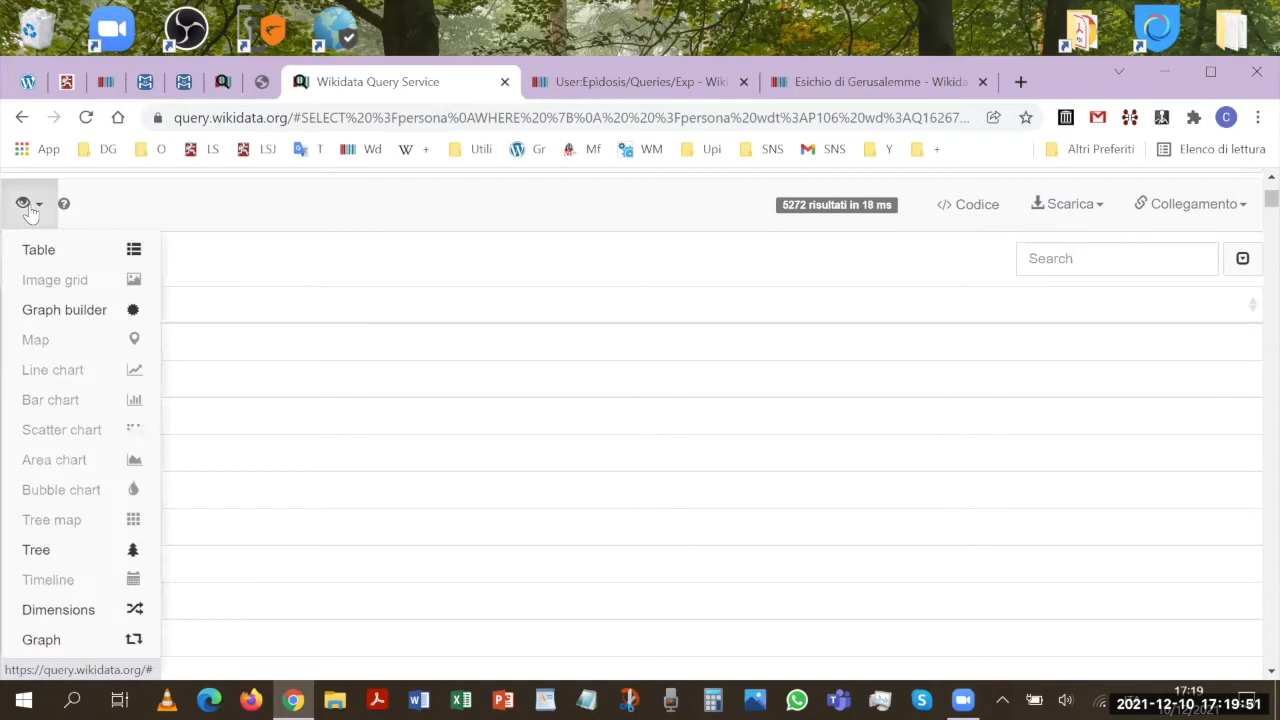 Wikidata Query Service
User:Epidosis/Queries/Exp - Wiki
Esichio di Gerusalemme - Wikida
query.wikidata.org/#SELECT%20%3Fpersona%0AWHERE%20%7B%0A%20%20%3Fpersona%20wdt%3AP106%20wd%3AQ16267...
C
App DG O LS LSJ T Wd + Utili Gr Mf WM Upi SNS SNS Y + Altri Preferiti Elenco di lettura
5272 risultati in 18 ms
</> Codice
Scarica
Collegamento
Table
Search
Image grid
Graph builder
Map
Line chart
Bar chart
Scatter chart
Area chart
Bubble chart
Tree map
Tree
Timeline
Dimensions
Graph
https://query.wikidata.org/#
17:19
2021-12-10 17:19:51